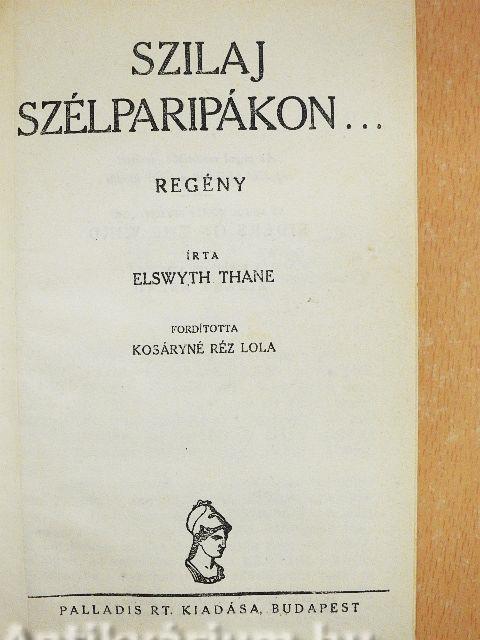 SZILAJ
SZÉLPARIPÁKON...
REGÉNY
ÍRTA
ELSWYTH THANE
FORDÍTOTTA
KOSÁRYNÉ RÉZ LOLA
PALLADIS RT. KIADÁSA, BUDAPEST